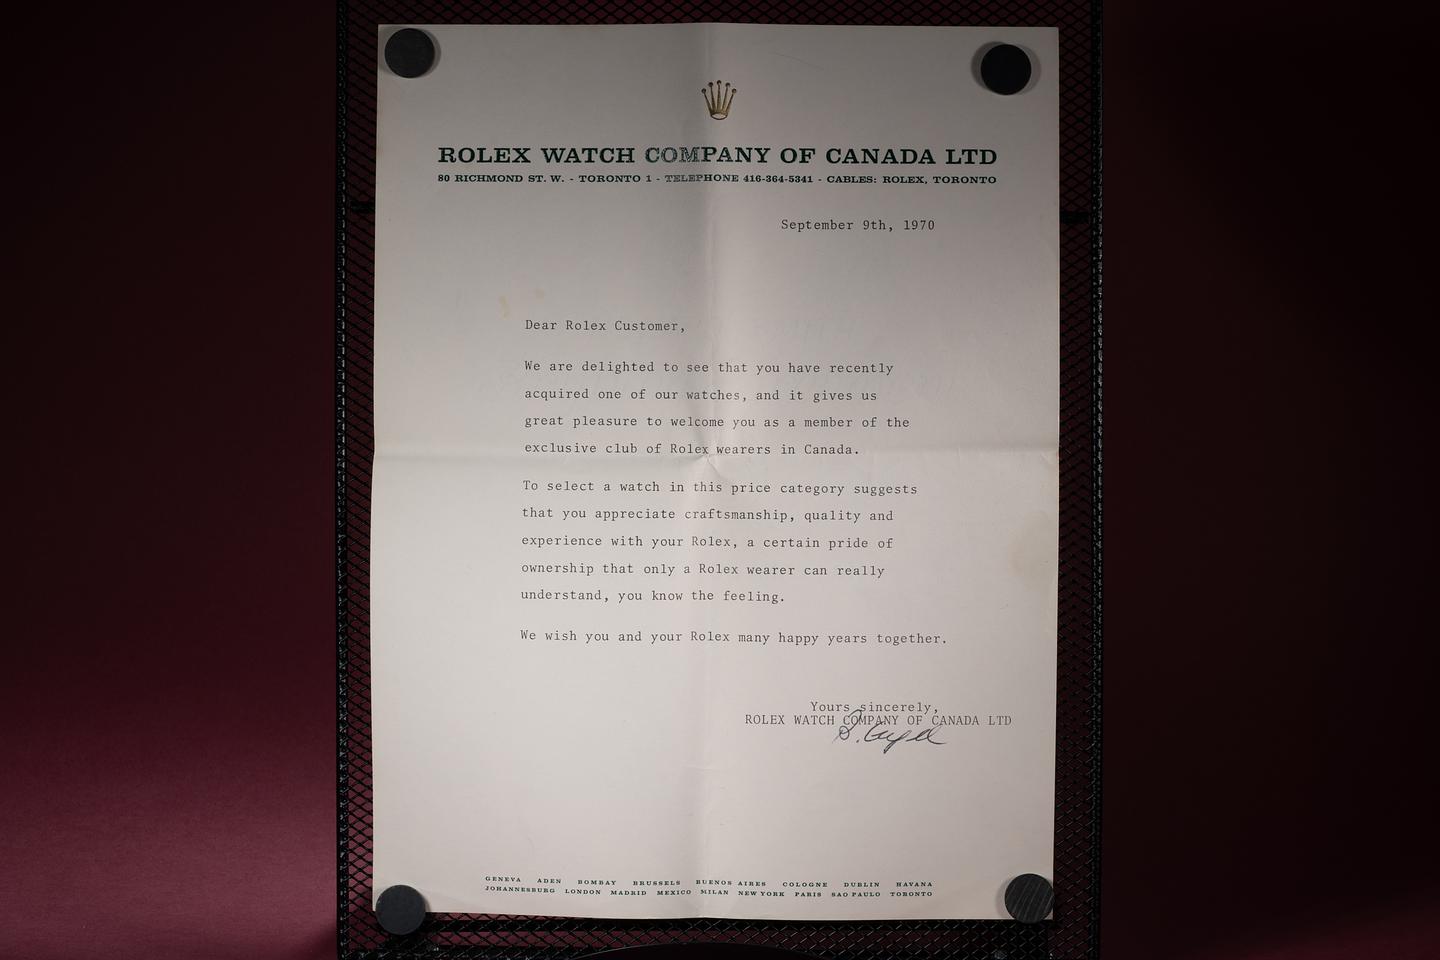 ROLEX WATCH COMPANY OF CANADA LTD
80 RICHMOND ST. W. - TORONTO 1 - TELEPHONE 416-364-5341 - CABLES: ROLEX, TORONTO
September 9th, 1970
Dear Rolex Customer,
We are delighted to see that you have recently
acquired one of our watches, and it gives us
great pleasure to welcome you as a member of the
exclusive club of Rolex wearers in Canada.
To select a watch in this price category suggests
that you appreciate craftsmanship, quality and
experience with your Rolex, a certain pride of
ownership that only a Rolex wearer can really
understand, you know the feeling.
We wish you and your Rolex many happy years together.
Yours sincerely,
ROLEX WATCH COMPANY OF CANADA LTD
GENEVA ADEN BOMBAY BRUSSELS BUENOS AIRES COLOGNE DUBLIN HAVANA
JOHANNESBURG LONDON MADRID MEXICO MILAN NEW YORK PARIS SAO PAULO TORONTO